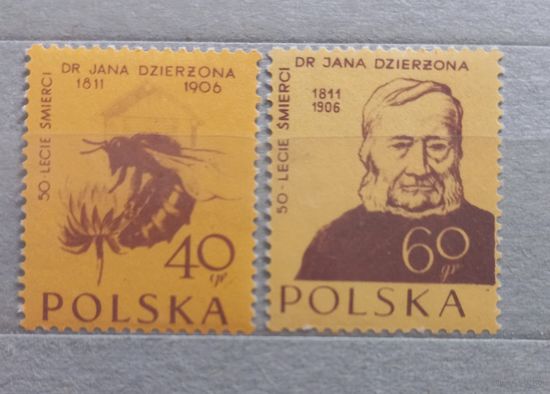 DR JANA DZIERŻONA
1811 1906
50-LECIE ŚMIERCI
40
gr
POLSKA
DR JANA DZIERŻONA
1811
1906
50-LECIE ŚMIERCI
60
gr
POLSKA